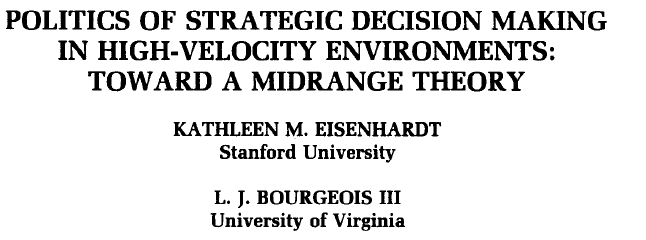 POLITICS OF STRATEGIC DECISION MAKING
IN HIGH-VELOCITY ENVIRONMENTS:
TOWARD A MIDRANGE THEORY
KATHLEEN M. EISENHARDT
Stanford University
L. J. BOURGEOIS III
University of Virginia